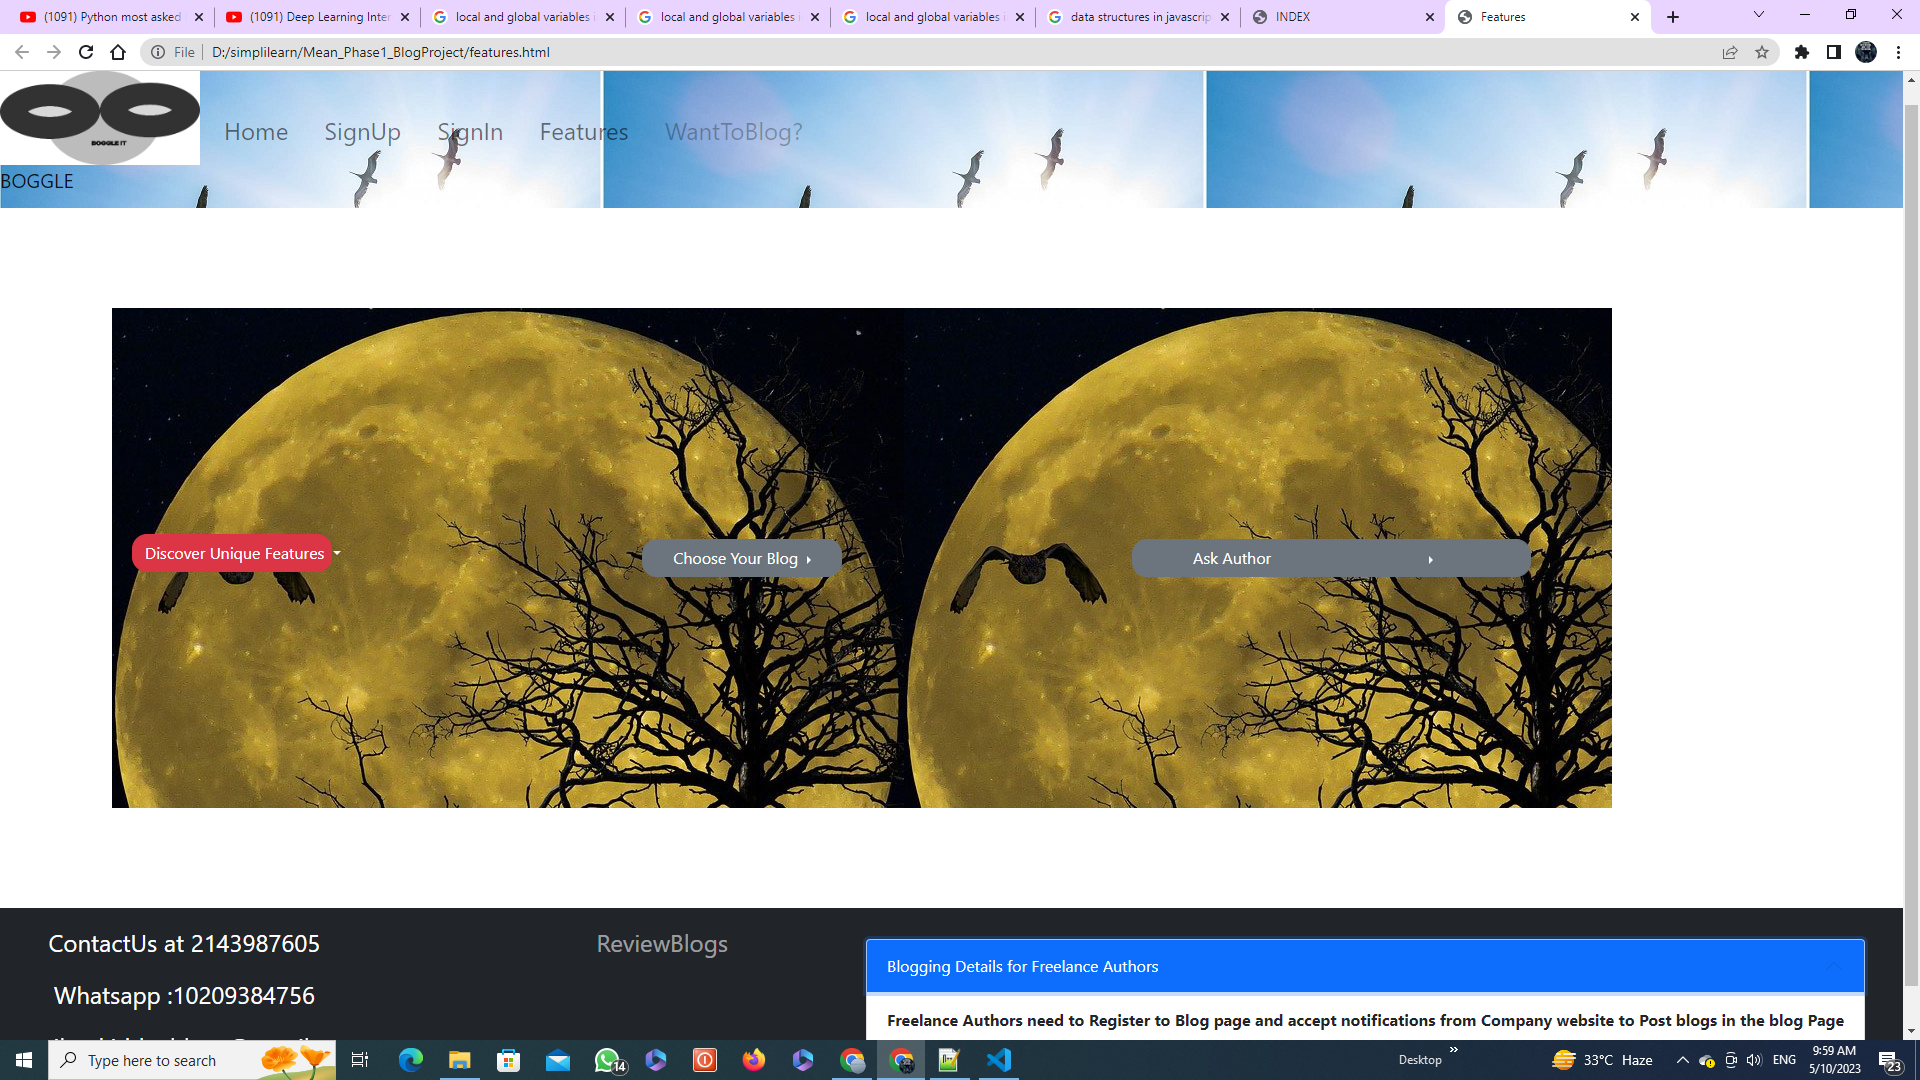 (1091) Python most asked
(1091) Deep Learning Inter
local and global variables i
local and global variables i
local and global variables i
data structures in javascrip
INDEX
Features
File
D:/simplilearn/Mean_Phase1_BlogProject/features.html
BOGGLE IT
Home
SignUp
SignIn
Features
WantToBlog?
BOGGLE
Discover Unique Features
Choose Your Blog
Ask Author
ContactUs at 2143987605
ReviewBlogs
Blogging Details for Freelance Authors
Whatsapp :10209384756
Freelance Authors need to Register to Blog page and accept notifications from Company website to Post blogs in the blog Page
Type here to search
14
Desktop
33°C Haze
ENG
9:59 AM
5/10/2023
23